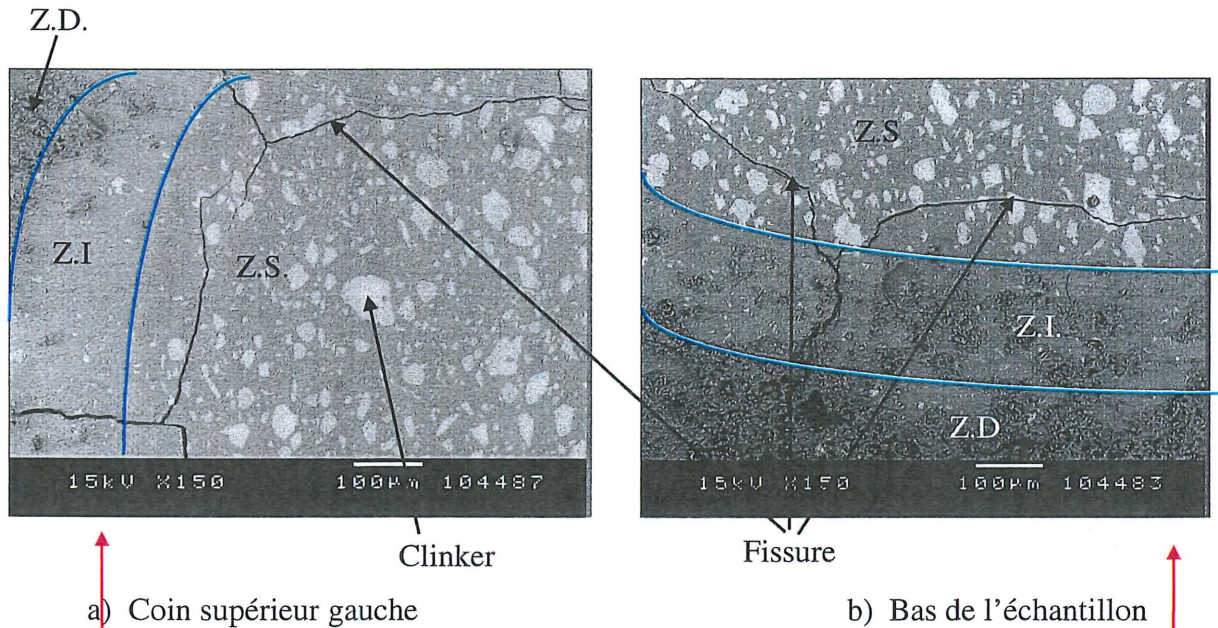 Z.D.
Z.I
Z.S.
15kV X150 100µm 104487
Clinker
a) Coin supérieur gauche
Z.S
Z.I.
Z.D
15kV X150 100µm 104483
Fissure
b) Bas de l'échantillon